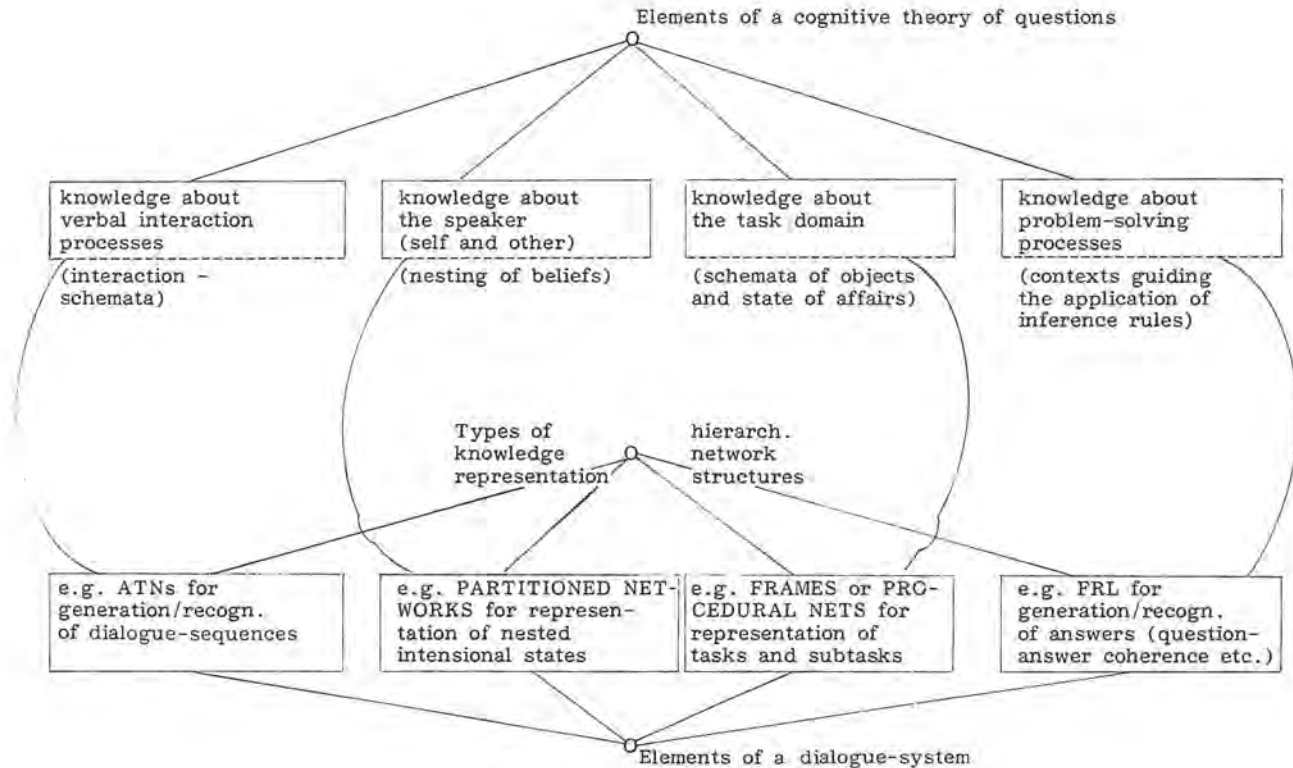 Elements of a cognitive theory of questions
knowledge about
verbal interaction
processes
(interaction –
schemata)
knowledge about
the speaker
(self and other)
(nesting of beliefs)
knowledge about
the task domain
(schemata of objects
and state of affairs)
knowledge about
problem-solving
processes
(contexts guiding
the application of
inference rules)
Types of
knowledge
representation
hierarch.
network
structures
e.g. ATNs for
generation/recogn.
of dialogue-sequences
e.g. PARTITIONED NET-
WORKS for represen-
tation of nested
intensional states
e.g. FRAMES or PRO-
CEDURAL NETS for
representation of
tasks and subtasks
e.g. FRL for
generation/recogn.
of answers (question-
answer coherence etc.)
Elements of a dialogue-system